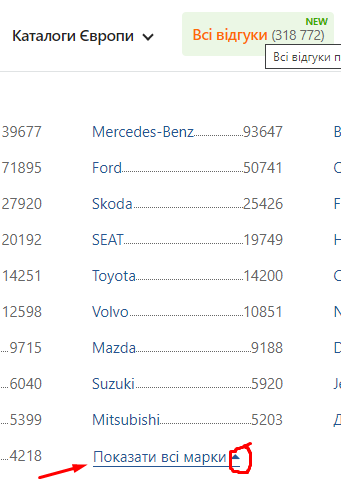 NEW
Каталоги Європи Всі відгуки (318 772)
Всі відгуки п
39677 Mercedes-Benz 93647 B
71895 Ford 50741
27920 Skoda 25426 F
20192 SEAT 19749 H
14251 Toyota 14200
12598 Volvo 10851 N
9715 Mazda 9188 D
6040 Suzuki 5920 Je
5399 Mitsubishi 5203 Д
4218 Показати всі марки